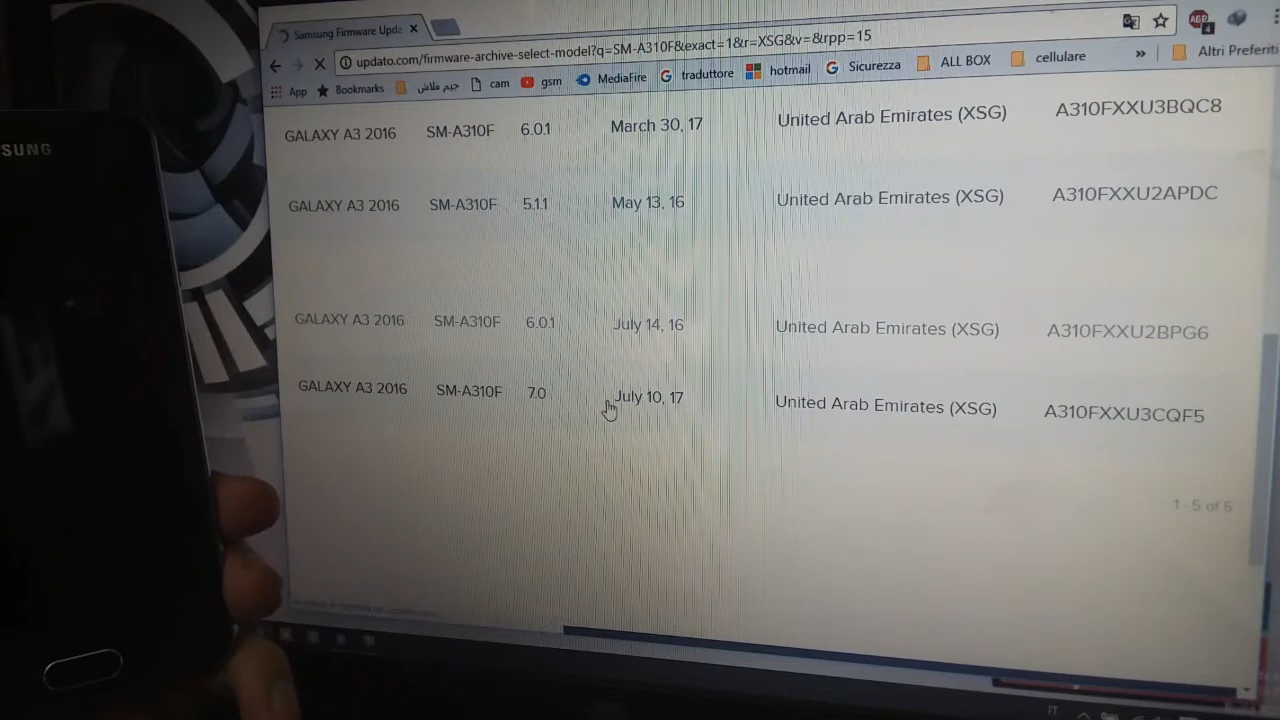 Samsung Firmware Upda
updato.com/firmware-archive-select-model?q=SM-A310F&exact=1&r=XSG&v=&rpp=15
ABP
4
App Bookmarks جيم فلاش cam gsm MediaFire traduttore hotmail Sicurezza ALL BOX cellulare » Altri Preferiti
SUNG
GALAXY A3 2016 SM-A310F 6.0.1 March 30, 17 United Arab Emirates (XSG) A310FXXU3BQC8
GALAXY A3 2016 SM-A310F 5.1.1 May 13, 16 United Arab Emirates (XSG) A310FXXU2APDC
GALAXY A3 2016 SM-A310F 6.0.1 July 14, 16 United Arab Emirates (XSG) A310FXXU2BPG6
GALAXY A3 2016 SM-A310F 7.0 July 10, 17 United Arab Emirates (XSG) A310FXXU3CQF5
1 - 5 of 5
IT